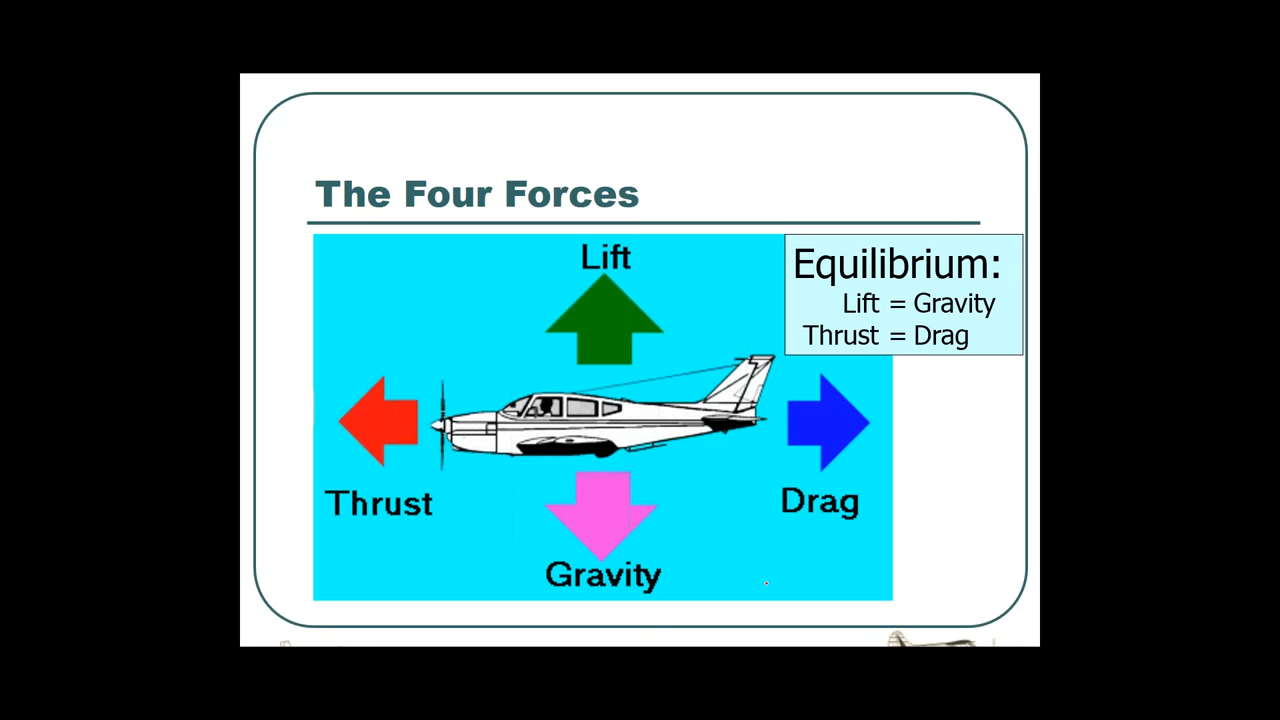 The Four Forces
Lift
Equilibrium:
Lift = Gravity
Thrust = Drag
Thrust
Drag
Gravity